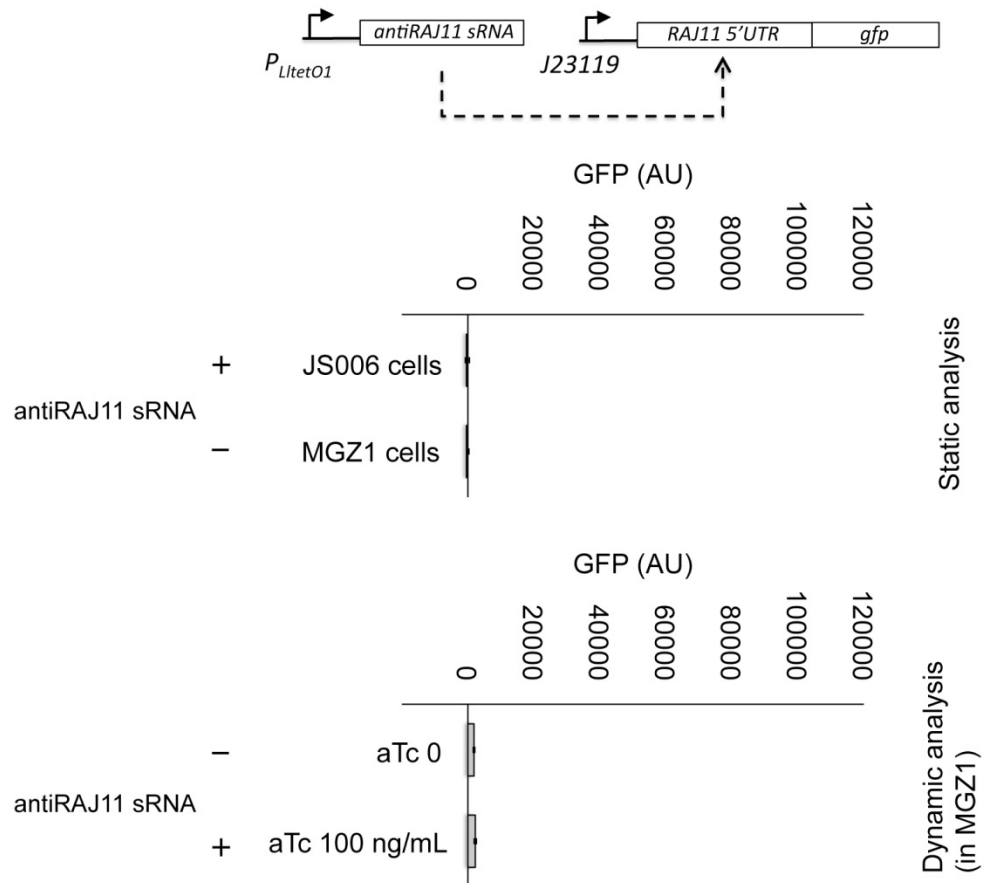 antiRAJ11 sRNA
RAJ11 5’UTR
gfp
PLltetO1
J23119
GFP (AU)
0
20000
40000
60000
80000
100000
120000
antiRAJ11 sRNA
+
JS006 cells
−
MGZ1 cells
Static analysis
GFP (AU)
0
20000
40000
60000
80000
100000
120000
antiRAJ11 sRNA
−
aTc 0
+
aTc 100 ng/mL
Dynamic analysis
(in MGZ1)